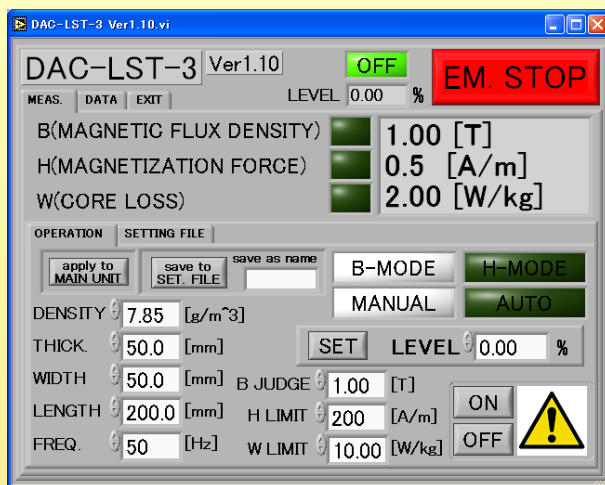 DAC-LST-3 Ver1.10.vi
DAC-LST-3 Ver1.10 OFF EM. STOP
LEVEL 0.00 %
MEAS. DATA EXIT
B(MAGNETIC FLUX DENSITY) 1.00 [T]
H(MAGNETIZATION FORCE) 0.5 [A/m]
W(CORE LOSS) 2.00 [W/kg]
OPERATION SETTING FILE
apply to MAIN UNIT save to SET. FILE save as name
B-MODE H-MODE
MANUAL AUTO
DENSITY 7.85 [g/m^3]
THICK. 50.0 [mm] SET LEVEL 0.00 %
WIDTH 50.0 [mm] B JUDGE 1.00 [T]
LENGTH 200.0 [mm] H LIMIT 200 [A/m] ON
FREQ. 50 [Hz] W LIMIT 10.00 [W/kg] OFF